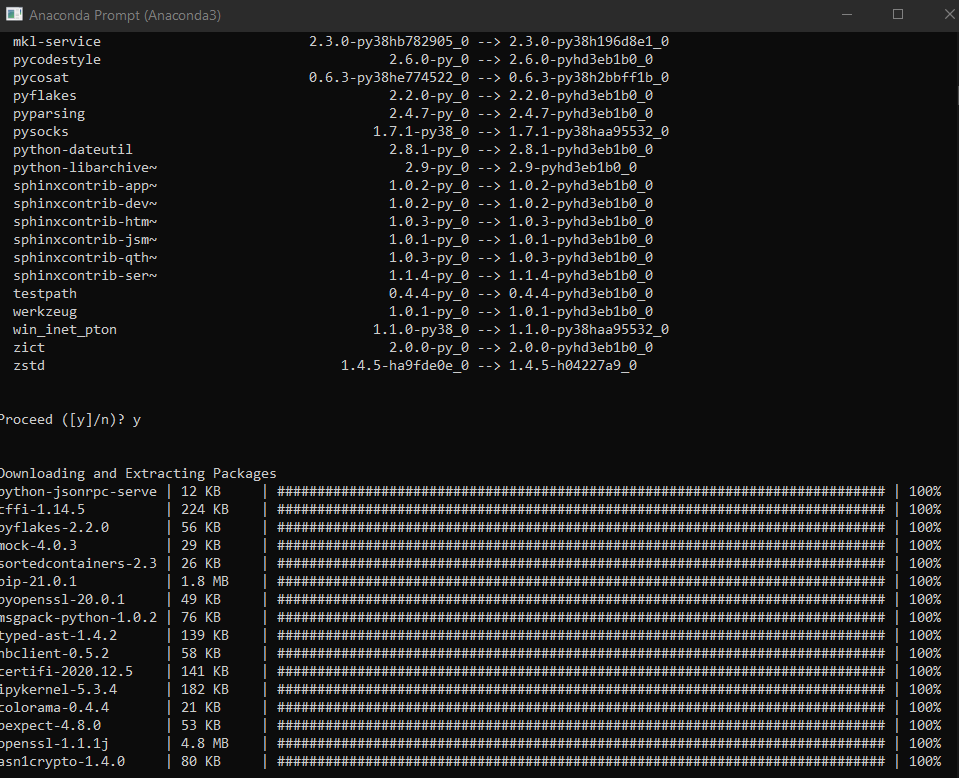 Anaconda Prompt (Anaconda3)
mkl-service 2.3.0-py38hb782905_0 --> 2.3.0-py38h196d8e1_0
pycodestyle 2.6.0-py_0 --> 2.6.0-pyhd3eb1b0_0
pycosat 0.6.3-py38he774522_0 --> 0.6.3-py38h2bbff1b_0
pyflakes 2.2.0-py_0 --> 2.2.0-pyhd3eb1b0_0
pyparsing 2.4.7-py_0 --> 2.4.7-pyhd3eb1b0_0
pysocks 1.7.1-py38_0 --> 1.7.1-py38haa95532_0
python-dateutil 2.8.1-py_0 --> 2.8.1-pyhd3eb1b0_0
python-libarchive~ 2.9-py_0 --> 2.9-pyhd3eb1b0_0
sphinxcontrib-app~ 1.0.2-py_0 --> 1.0.2-pyhd3eb1b0_0
sphinxcontrib-dev~ 1.0.2-py_0 --> 1.0.2-pyhd3eb1b0_0
sphinxcontrib-htm~ 1.0.3-py_0 --> 1.0.3-pyhd3eb1b0_0
sphinxcontrib-jsm~ 1.0.1-py_0 --> 1.0.1-pyhd3eb1b0_0
sphinxcontrib-qth~ 1.0.3-py_0 --> 1.0.3-pyhd3eb1b0_0
sphinxcontrib-ser~ 1.1.4-py_0 --> 1.1.4-pyhd3eb1b0_0
testpath 0.4.4-py_0 --> 0.4.4-pyhd3eb1b0_0
werkzeug 1.0.1-py_0 --> 1.0.1-pyhd3eb1b0_0
win_inet_pton 1.1.0-py38_0 --> 1.1.0-py38haa95532_0
zict 2.0.0-py_0 --> 2.0.0-pyhd3eb1b0_0
zstd 1.4.5-ha9fde0e_0 --> 1.4.5-h04227a9_0
Proceed ([y]/n)? y
Downloading and Extracting Packages
python-jsonrpc-serve | 12 KB | ############################################################################ | 100%
cffi-1.14.5 | 224 KB | ############################################################################ | 100%
pyflakes-2.2.0 | 56 KB | ############################################################################ | 100%
mock-4.0.3 | 29 KB | ############################################################################ | 100%
sortedcontainers-2.3 | 26 KB | ############################################################################ | 100%
pip-21.0.1 | 1.8 MB | ############################################################################ | 100%
pyopenssl-20.0.1 | 49 KB | ############################################################################ | 100%
msgpack-python-1.0.2 | 76 KB | ############################################################################ | 100%
typed-ast-1.4.2 | 139 KB | ############################################################################ | 100%
nbclient-0.5.2 | 58 KB | ############################################################################ | 100%
certifi-2020.12.5 | 141 KB | ############################################################################ | 100%
ipykernel-5.3.4 | 182 KB | ############################################################################ | 100%
colorama-0.4.4 | 21 KB | ############################################################################ | 100%
pexpect-4.8.0 | 53 KB | ############################################################################ | 100%
openssl-1.1.1j | 4.8 MB | ############################################################################ | 100%
asn1crypto-1.4.0 | 80 KB | ############################################################################ | 100%